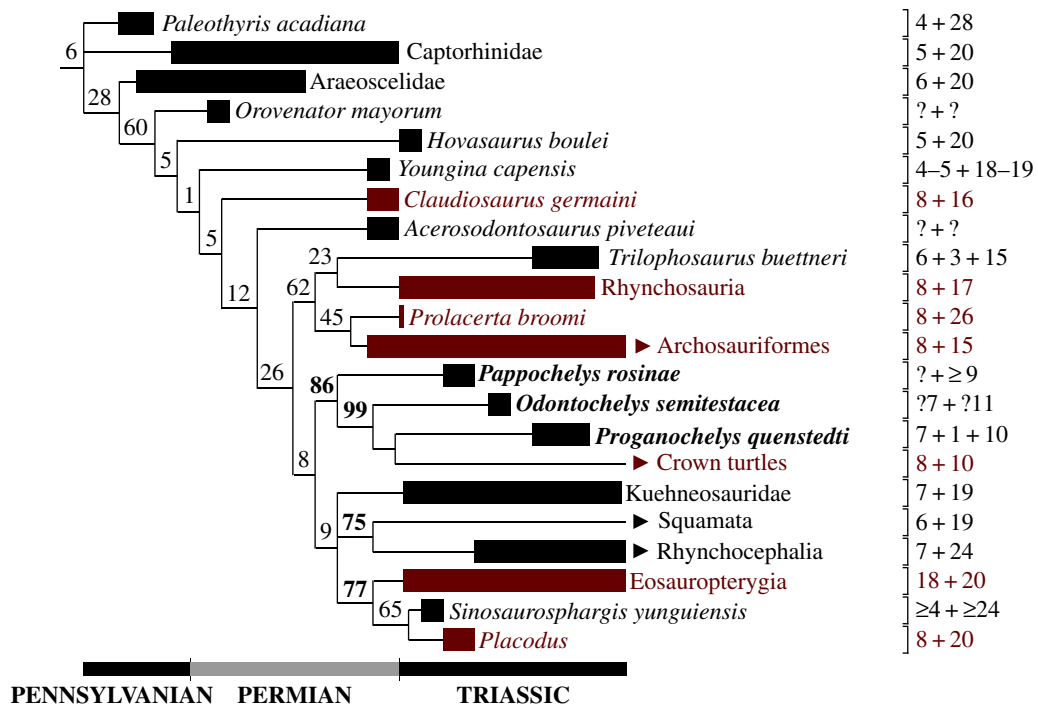 Paleothyris acadiana 4 + 28
6 Captorhinidae 5 + 20
Araeoscelidae 6 + 20
28 Orovenator mayorum ? + ?
60 Hovasaurus boulei 5 + 20
5 Youngina capensis 4–5 + 18–19
1 Claudiosaurus germaini 8 + 16
5 Acerosodontosaurus piveteaui ? + ?
23 Trilophosaurus buettneri 6 + 3 + 15
12 62 Rhynchosauria 8 + 17
45 Prolacerta broomi 8 + 26
► Archosauriformes 8 + 15
26 86 Pappochelys rosinae ? + ≥ 9
99 Odontochelys semitestacea ?7 + ?11
Proganochelys quenstedti 7 + 1 + 10
8 ► Crown turtles 8 + 10
Kuehneosauridae 7 + 19
9 75 ► Squamata 6 + 19
► Rhynchocephalia 7 + 24
77 Eosauropterygia 18 + 20
65 Sinosaurosphargis yunguiensis ≥4 + ≥24
Placodus 8 + 20
PENNSYLVANIAN PERMIAN TRIASSIC